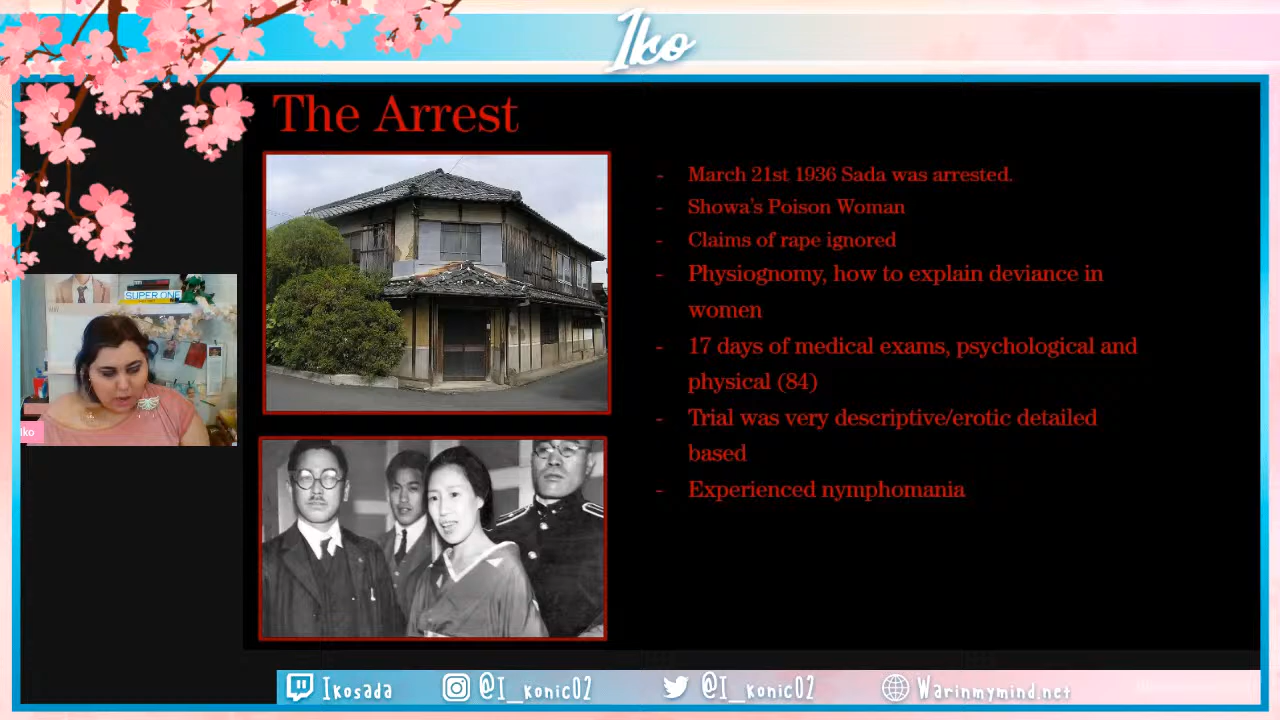 Iko
The Arrest
- March 21st 1936 Sada was arrested.
- Showa's Poison Woman
- Claims of rape ignored
- Physiognomy, how to explain deviance in
women
- 17 days of medical exams, psychological and
physical (84)
- Trial was very descriptive/erotic detailed
based
- Experienced nymphomania
SUPER ONE
Iko
Ikosada
@I_konic02
@I_konic02
Warinmymind.net